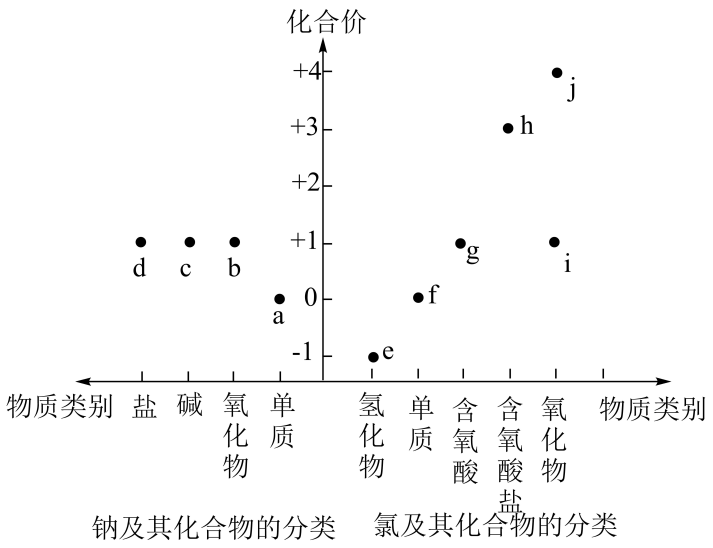 化合价
+4
j
+3
h
+2
+1
d
c
b
g
i
0
f
a
-1
e
物质类别
盐
碱
氧化物
单质
氢化物
单质
含氧酸
含氧酸盐
氧化物
物质类别
钠及其化合物的分类
氯及其化合物的分类